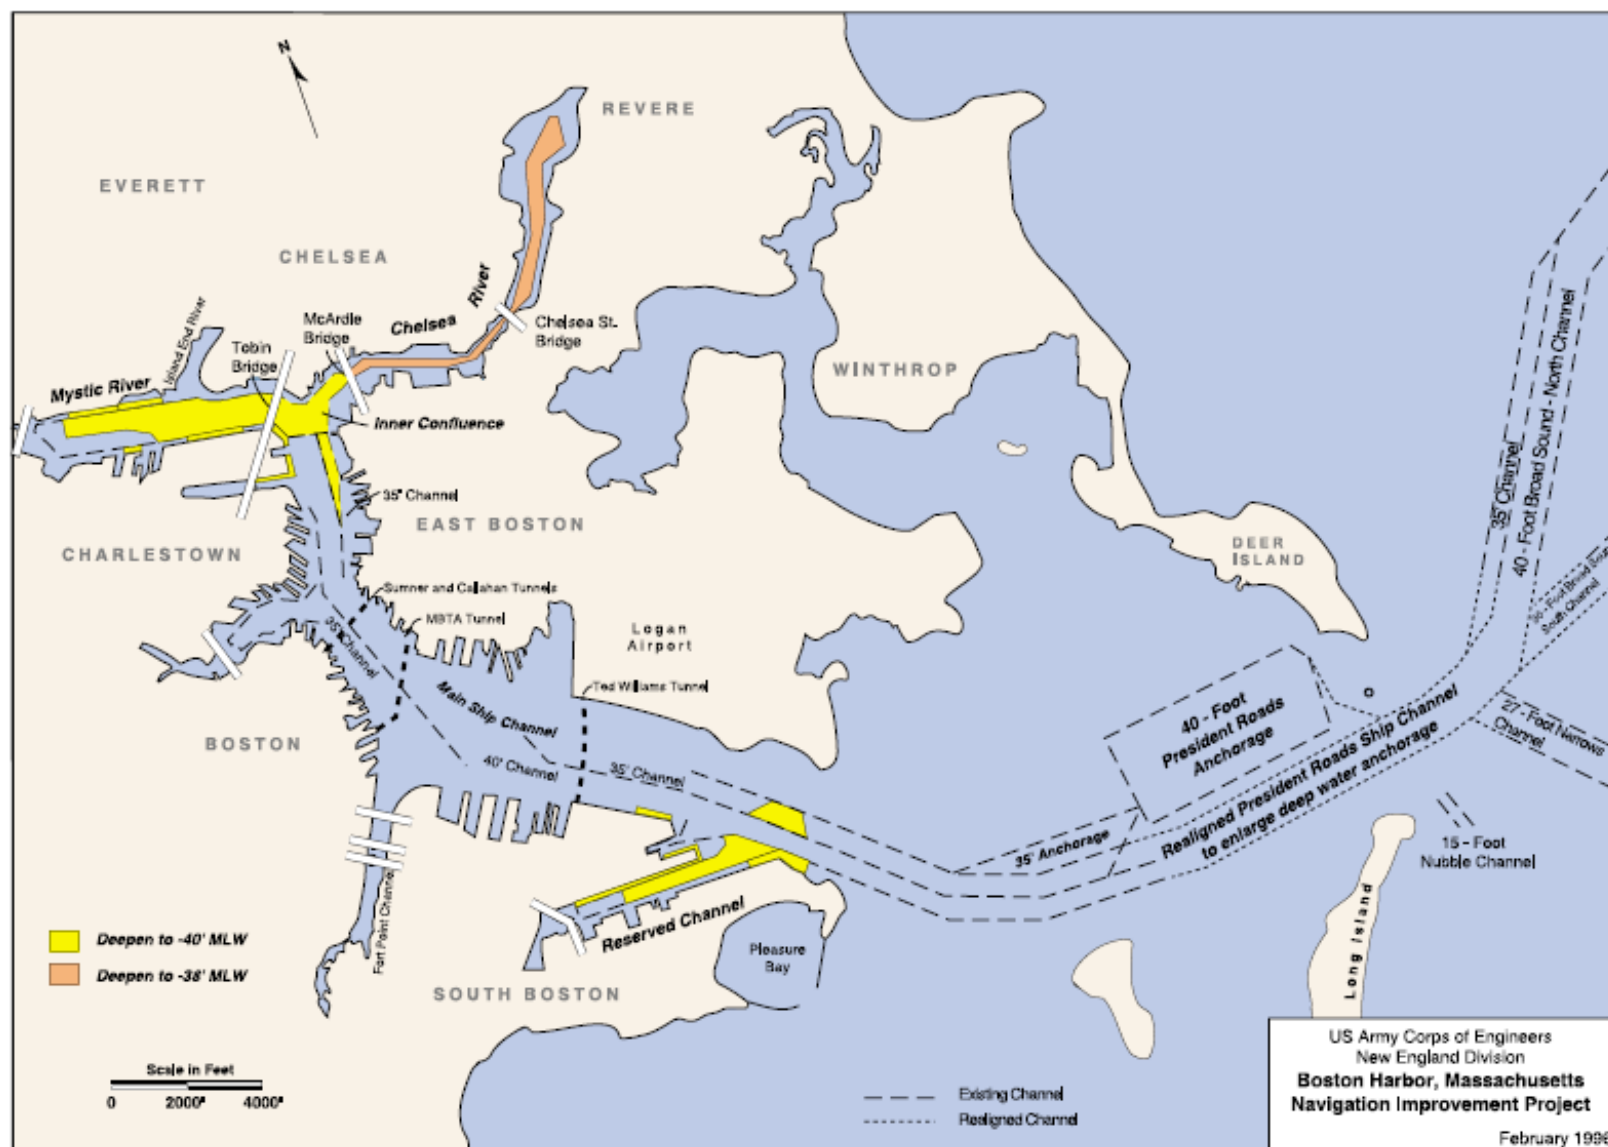 N
REVERE
EVERETT
CHELSEA
Island End River
McArdle
Bridge
Tobin
Bridge
Chelsea River
Chelsea St.
Bridge
Mystic River
Inner Confluence
WINTHROP
35' Channel
40 - Foot Broad Sound - North Channel
35' Channel
EAST BOSTON
CHARLESTOWN
DEER
ISLAND
Sumner and Callahan Tunnels
MBTA Tunnel
35' Channel
Logan
Airport
Ted Williams Tunnel
Main Ship Channel
BOSTON
40' Channel
35' Channel
40 - Foot
President Roads
Anchorage
Realigned President Roads Ship Channel
to enlarge deep water anchorage
27 - Foot Narrows
Channel
South Channel
35' Anchorage
15 - Foot
Nubble Channel
Fort Point Channel
Reserved Channel
Pleasure
Bay
Long Island
Deepen to -40' MLW
Deepen to -38' MLW
SOUTH BOSTON
Scale in Feet
0 2000' 4000'
Existing Channel
Realigned Channel
US Army Corps of Engineers
New England Division
Boston Harbor, Massachusetts
Navigation Improvement Project
February 1996